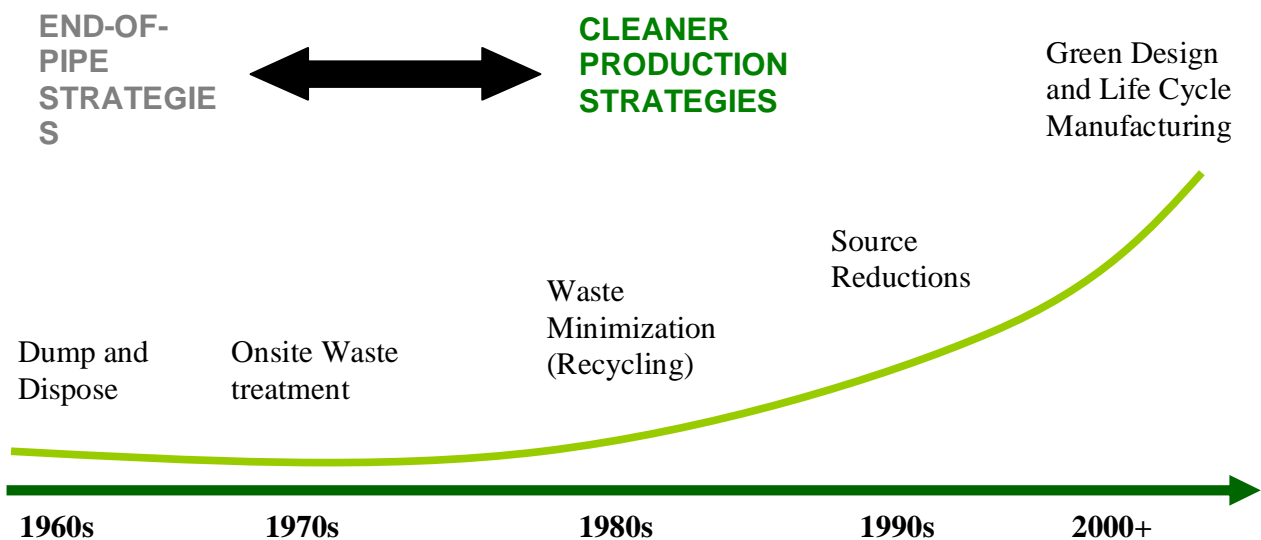 END-OF-
PIPE
STRATEGIE
S
CLEANER
PRODUCTION
STRATEGIES
Green Design
and Life Cycle
Manufacturing
Source
Reductions
Waste
Minimization
(Recycling)
Dump and
Dispose
Onsite Waste
treatment
1960s
1970s
1980s
1990s
2000+